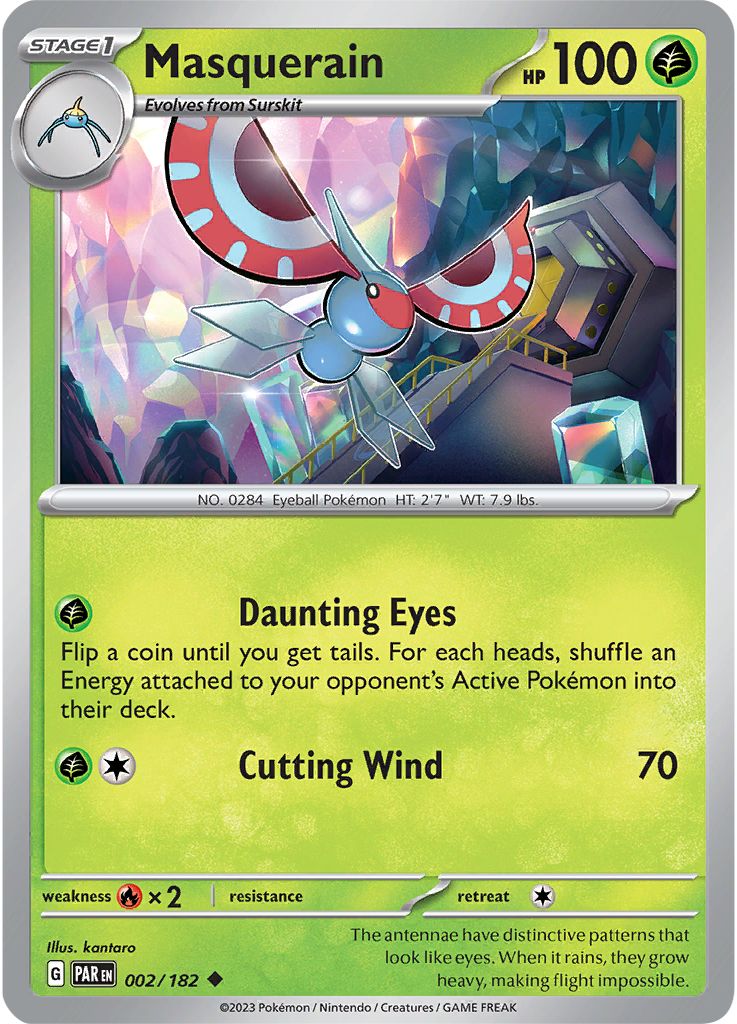 STAGE1
Masquerain
HP 100
Evolves from Surskit
NO. 0284 Eyeball Pokémon HT: 2'7" WT: 7.9 lbs.
Daunting Eyes
Flip a coin until you get tails. For each heads, shuffle an
Energy attached to your opponent's Active Pokémon into
their deck.
Cutting Wind 70
weakness ×2 resistance retreat
Illus. kantaro
The antennae have distinctive patterns that
look like eyes. When it rains, they grow
heavy, making flight impossible.
G PAR EN 002/182
©2023 Pokémon / Nintendo / Creatures / GAME FREAK